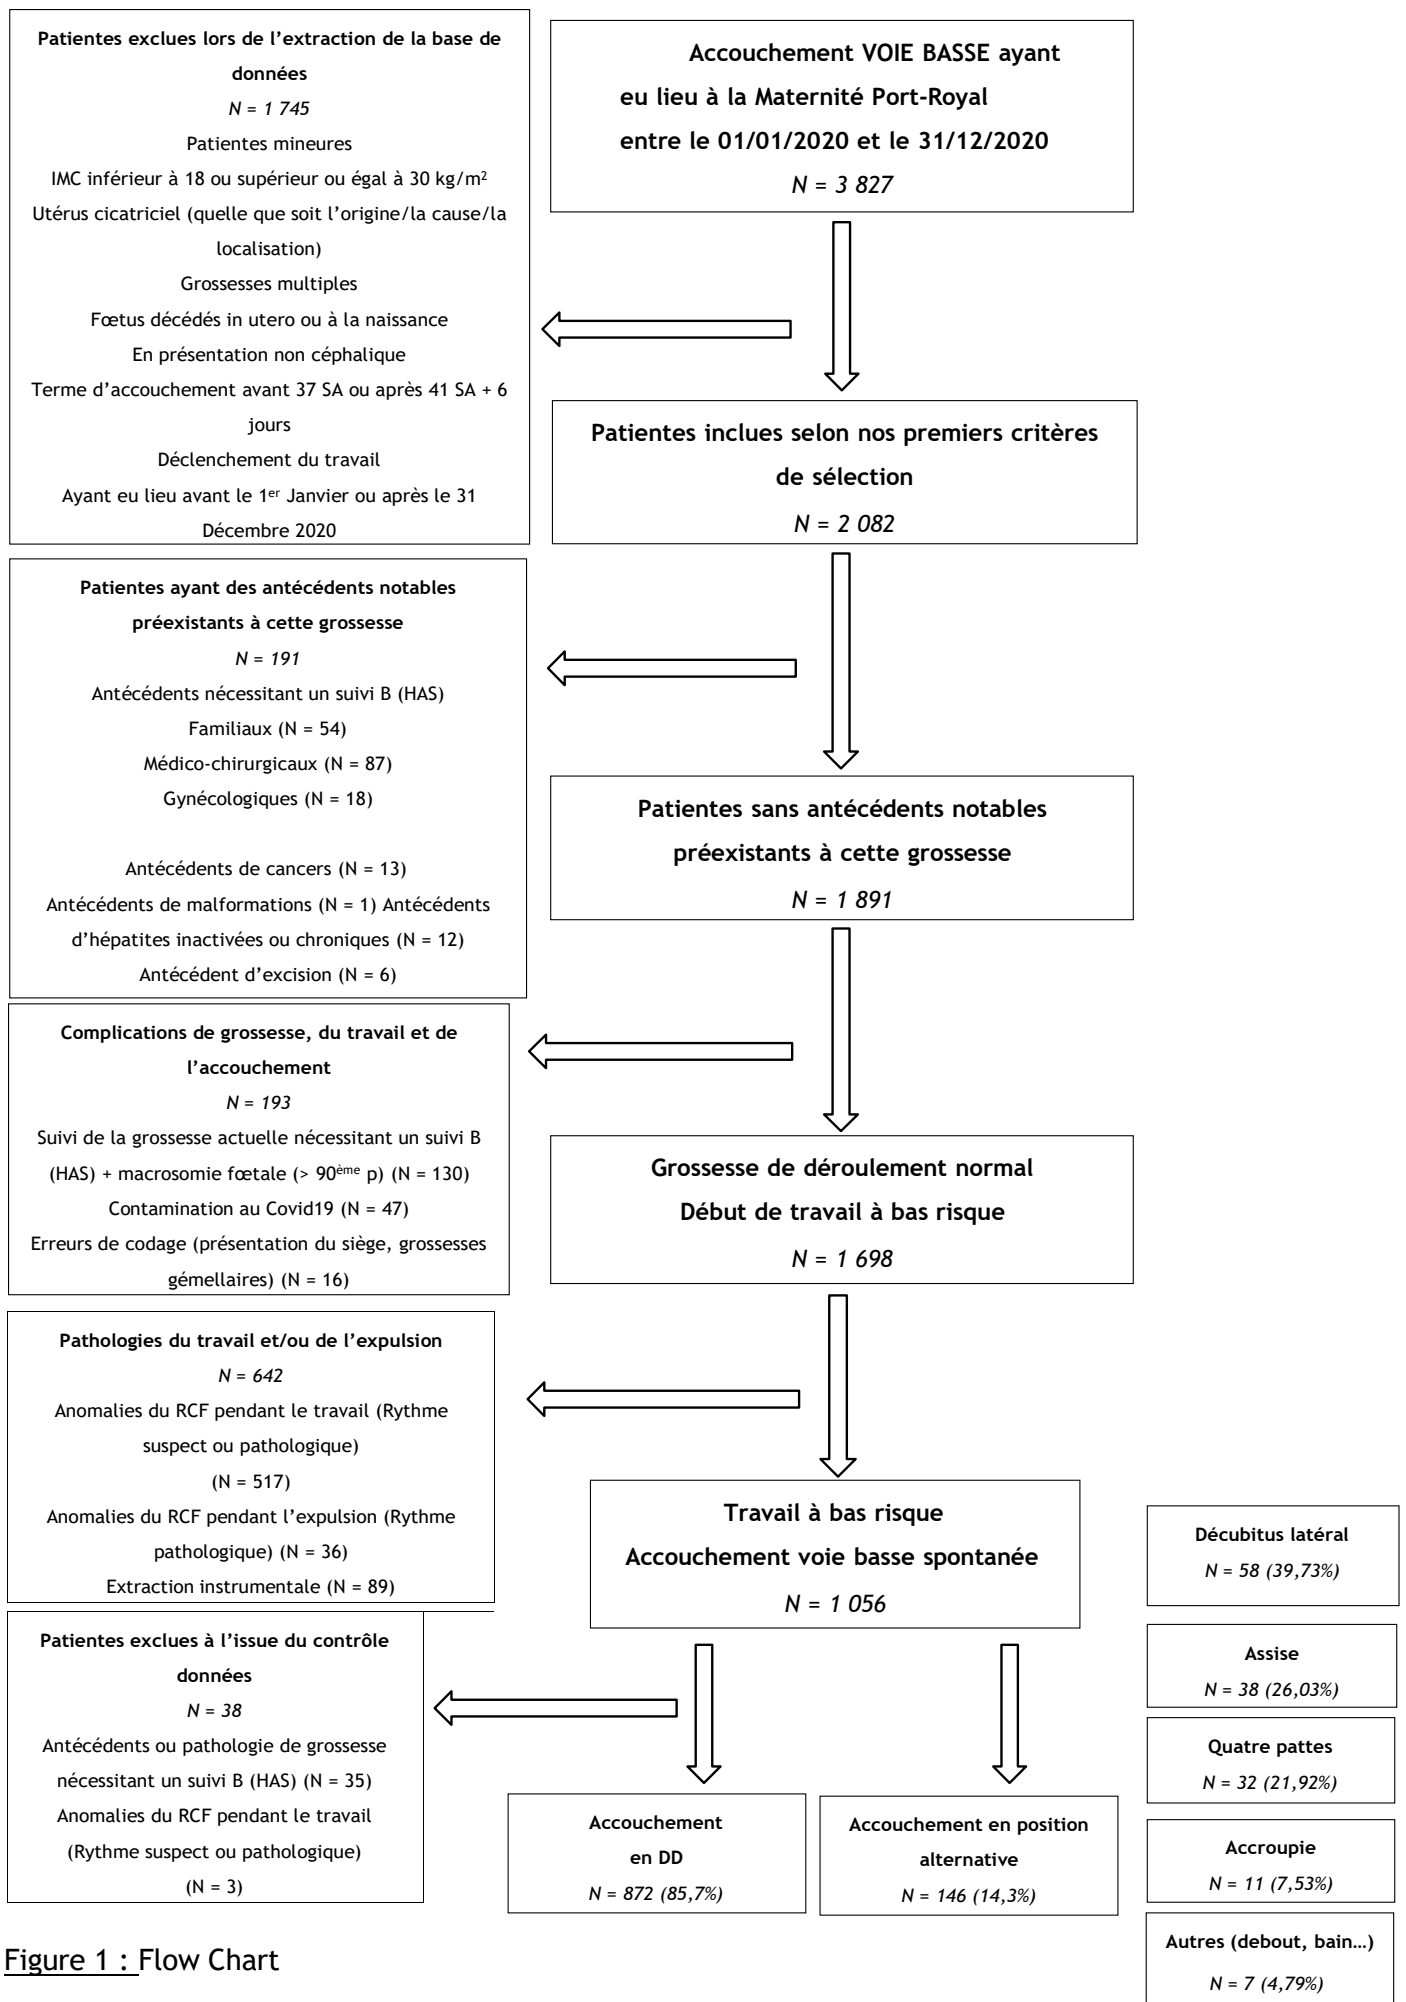 Patientes exclues lors de l’extraction de la base de
données
N = 1 745
Patientes mineures
IMC inférieur à 18 ou supérieur ou égal à 30 kg/m²
Utérus cicatriciel (quelle que soit l’origine/la cause/la
localisation)
Grossesses multiples
Fœtus décédés in utero ou à la naissance
En présentation non céphalique
Terme d’accouchement avant 37 SA ou après 41 SA + 6
jours
Déclenchement du travail
Ayant eu lieu avant le 1er Janvier ou après le 31
Décembre 2020
Accouchement VOIE BASSE ayant
eu lieu à la Maternité Port-Royal
entre le 01/01/2020 et le 31/12/2020
N = 3 827
Patientes inclues selon nos premiers critères
de sélection
N = 2 082
Patientes ayant des antécédents notables
préexistants à cette grossesse
N = 191
Antécédents nécessitant un suivi B (HAS)
Familiaux (N = 54)
Médico-chirurgicaux (N = 87)
Gynécologiques (N = 18)
Antécédents de cancers (N = 13)
Antécédents de malformations (N = 1) Antécédents
d’hépatites inactivées ou chroniques (N = 12)
Antécédent d’excision (N = 6)
Patientes sans antécédents notables
préexistants à cette grossesse
N = 1 891
Complications de grossesse, du travail et de
l’accouchement
N = 193
Suivi de la grossesse actuelle nécessitant un suivi B
(HAS) + macrosomie fœtale (> 90ème p) (N = 130)
Contamination au Covid19 (N = 47)
Erreurs de codage (présentation du siège, grossesses
gémellaires) (N = 16)
Grossesse de déroulement normal
Début de travail à bas risque
N = 1 698
Pathologies du travail et/ou de l’expulsion
N = 642
Anomalies du RCF pendant le travail (Rythme
suspect ou pathologique)
(N = 517)
Anomalies du RCF pendant l’expulsion (Rythme
pathologique) (N = 36)
Extraction instrumentale (N = 89)
Travail à bas risque
Accouchement voie basse spontanée
N = 1 056
Patientes exclues à l’issue du contrôle
données
N = 38
Antécédents ou pathologie de grossesse
nécessitant un suivi B (HAS) (N = 35)
Anomalies du RCF pendant le travail
(Rythme suspect ou pathologique)
(N = 3)
Accouchement
en DD
N = 872 (85,7%)
Accouchement en position
alternative
N = 146 (14,3%)
Décubitus latéral
N = 58 (39,73%)
Assise
N = 38 (26,03%)
Quatre pattes
N = 32 (21,92%)
Accroupie
N = 11 (7,53%)
Autres (debout, bain…)
N = 7 (4,79%)
Figure 1 : Flow Chart